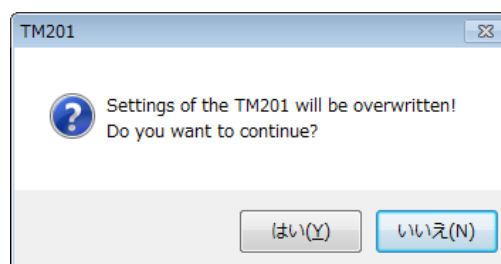 TM201
Settings of the TM201 will be overwritten!
Do you want to continue?
はい(Y)
いいえ(N)